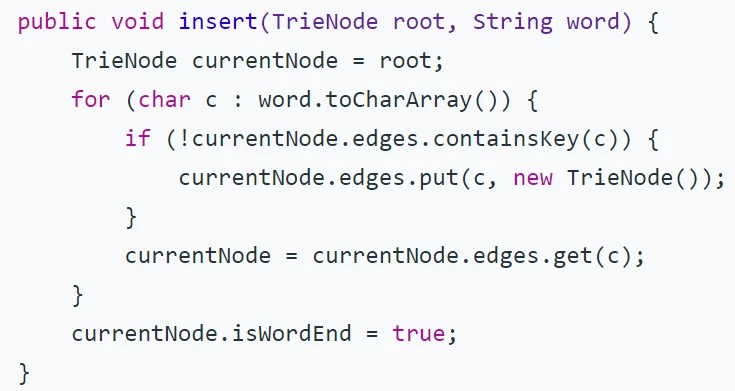 public void insert(TrieNode root, String word) {
    TrieNode currentNode = root;
    for (char c : word.toCharArray()) {
        if (!currentNode.edges.containsKey(c)) {
            currentNode.edges.put(c, new TrieNode());
        }
        currentNode = currentNode.edges.get(c);
    }
    currentNode.isWordEnd = true;
}